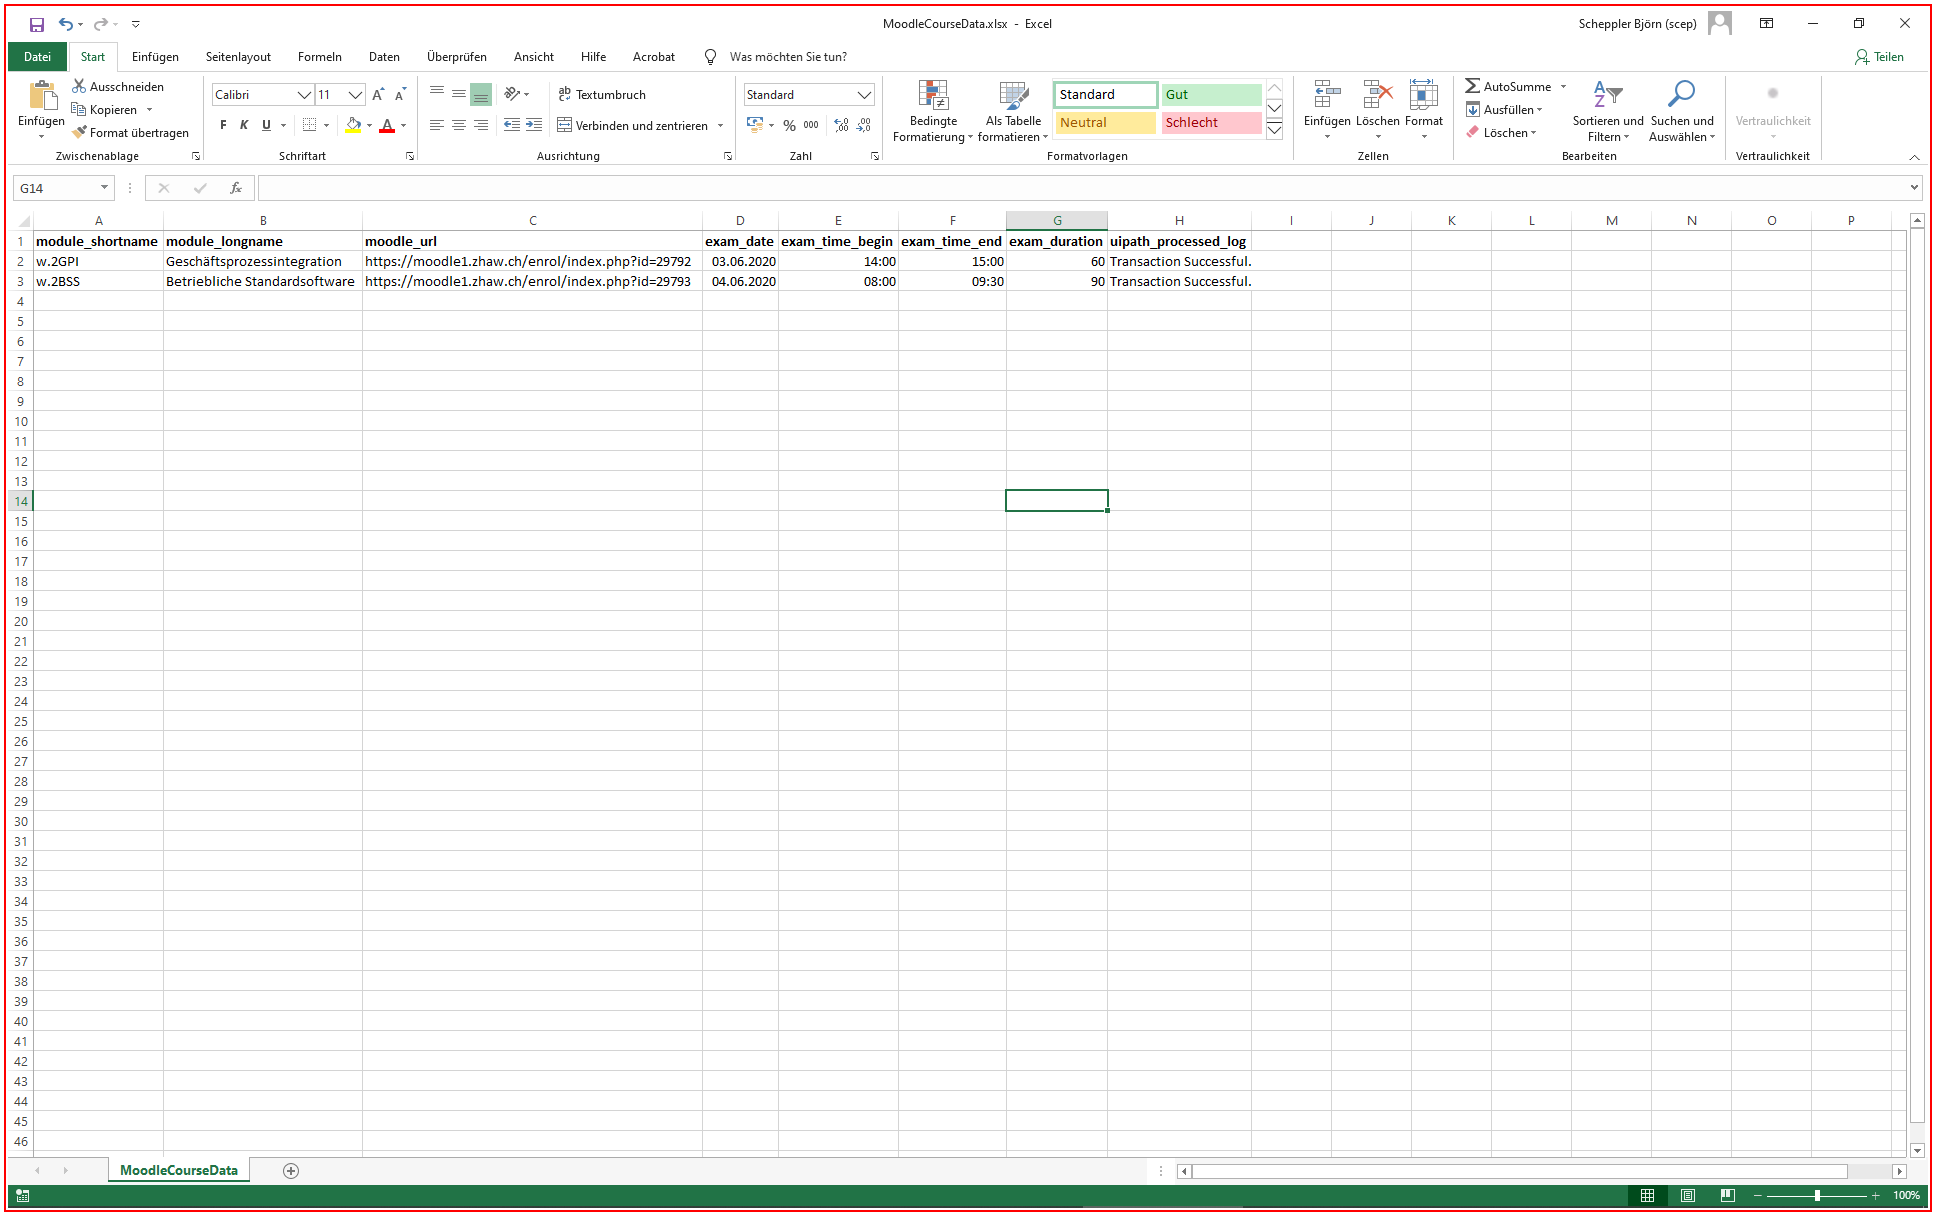 MoodleCourseData.xlsx - Excel
Scheppler Björn (scep)
Datei Start Einfügen Seitenlayout Formeln Daten Überprüfen Ansicht Hilfe Acrobat Was möchten Sie tun? Teilen
Einfügen
Ausschneiden
Kopieren
Format übertragen
Zwischenablage
Calibri 11
F K U
Schriftart
Textumbruch
Verbinden und zentrieren
Ausrichtung
Standard
% 000
Zahl
Bedingte Formatierung
Als Tabelle formatieren
Standard Gut
Neutral Schlecht
Formatvorlagen
Einfügen Löschen Format
Zellen
AutoSumme
Ausfüllen
Löschen
Sortieren und Filtern
Suchen und Auswählen
Bearbeiten
Vertraulichkeit
Vertraulichkeit
G14 fx
A B C D E F G H I J K L M N O P
1 module_shortname module_longname moodle_url exam_date exam_time_begin exam_time_end exam_duration uipath_processed_log
2 w.2GPI Geschäftsprozessintegration https://moodle1.zhaw.ch/enrol/index.php?id=29792 03.06.2020 14:00 15:00 60 Transaction Successful.
3 w.2BSS Betriebliche Standardsoftware https://moodle1.zhaw.ch/enrol/index.php?id=29793 04.06.2020 08:00 09:30 90 Transaction Successful.
4
5
6
7
8
9
10
11
12
13
14
15
16
17
18
19
20
21
22
23
24
25
26
27
28
29
30
31
32
33
34
35
36
37
38
39
40
41
42
43
44
45
46
MoodleCourseData
100%